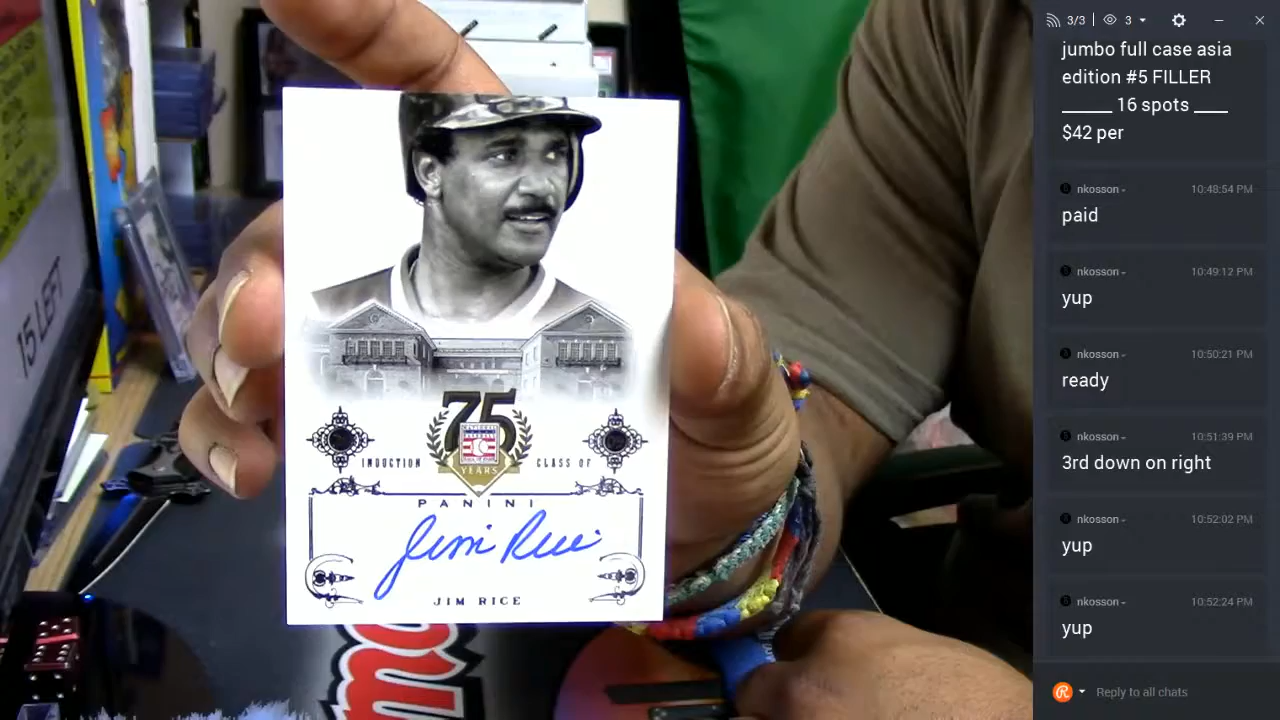 15 LEFT
75
YEARS
INDUCTION CLASS OF
PANINI
Jim Rice
JIM RICE
3/3 3
jumbo full case asia
edition #5 FILLER
______ 16 spots ____
$42 per
nkosson 10:48:54 PM
paid
nkosson 10:49:12 PM
yup
nkosson 10:50:21 PM
ready
nkosson 10:51:39 PM
3rd down on right
nkosson 10:52:02 PM
yup
nkosson 10:52:24 PM
yup
Reply to all chats